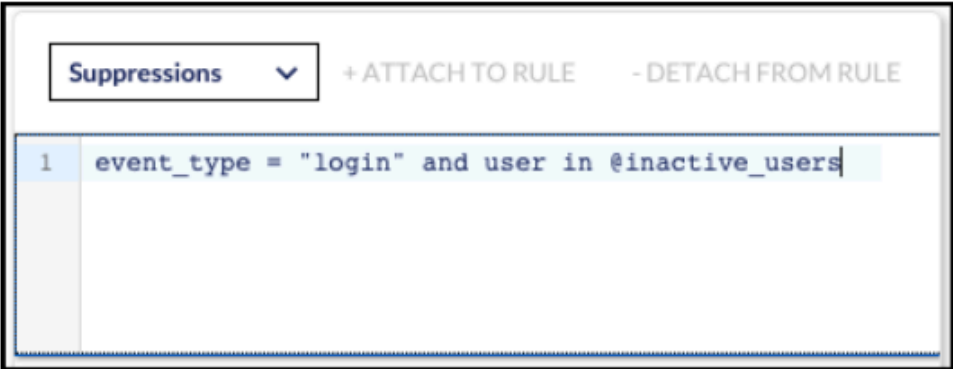 Suppressions + ATTACH TO RULE - DETACH FROM RULE
1 event_type = "login" and user in @inactive_users